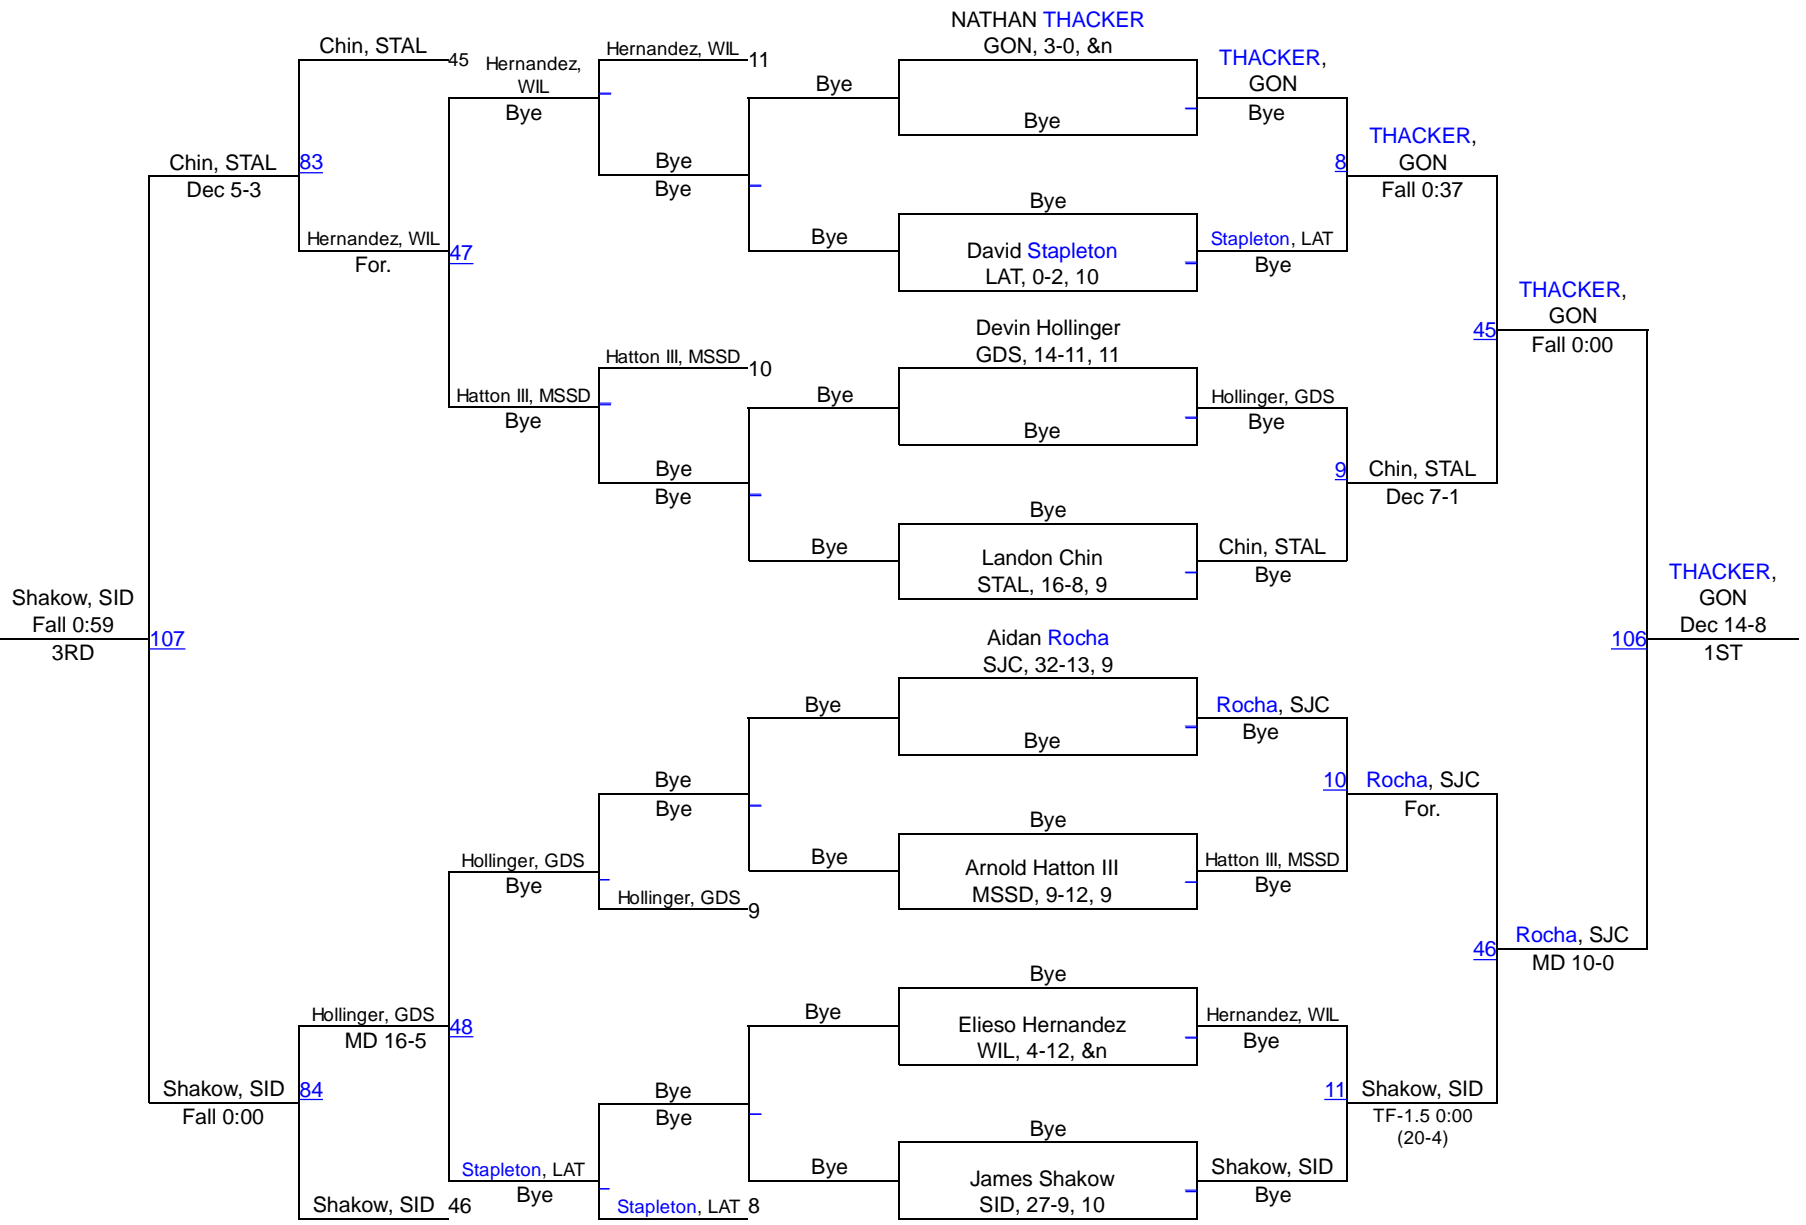 NATHAN THACKER
GON, 3-0, &n
Bye
Bye
David Stapleton
LAT, 0-2, 10
Devin Hollinger
GDS, 14-11, 11
Bye
Bye
Landon Chin
STAL, 16-8, 9
Aidan Rocha
SJC, 32-13, 9
Bye
Bye
Arnold Hatton III
MSSD, 9-12, 9
Bye
Elieso Hernandez
WIL, 4-12, &n
Bye
James Shakow
SID, 27-9, 10
THACKER,
GON
Bye
8
Stapleton, LAT
Bye
Hollinger, GDS
Bye
9
Chin, STAL
Bye
Rocha, SJC
Bye
10
Hatton III, MSSD
Bye
Hernandez, WIL
Bye
11
Shakow, SID
Bye
THACKER,
GON
Fall 0:37
45
Chin, STAL
Dec 7-1
Rocha, SJC
For.
46
Shakow, SID
TF-1.5 0:00
(20-4)
THACKER,
GON
Fall 0:00
106
Rocha, SJC
MD 10-0
THACKER,
GON
Dec 14-8
1ST
Bye
Bye
Bye
Bye
Bye
Bye
Bye
Bye
Hernandez, WIL
11
Bye
Bye
Hatton III, MSSD
10
Bye
Bye
Bye
Bye
Hollinger, GDS
9
Bye
Bye
Stapleton, LAT
8
Hernandez,
WIL
Bye
47
Hatton III, MSSD
Bye
Hollinger, GDS
Bye
48
Stapleton, LAT
Bye
Chin, STAL
45
83
Hernandez, WIL
For.
Hollinger, GDS
MD 16-5
84
Shakow, SID
46
Chin, STAL
Dec 5-3
107
Shakow, SID
Fall 0:00
Shakow, SID
Fall 0:59
3RD